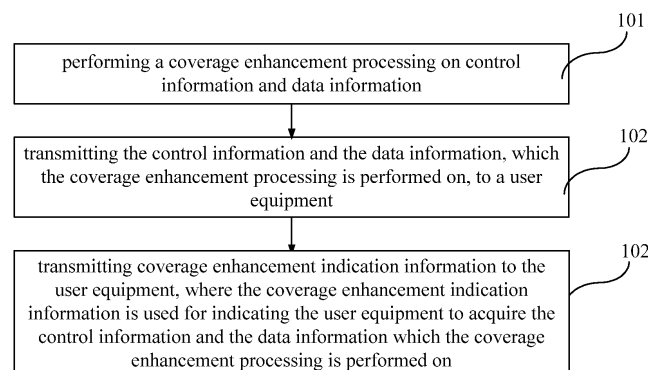 101
performing a coverage enhancement processing on control
information and data information
102
transmitting the control information and the data information, which
the coverage enhancement processing is performed on, to a user
equipment
102
transmitting coverage enhancement indication information to the
user equipment, where the coverage enhancement indication
information is used for indicating the user equipment to acquire the
control information and the data information which the coverage
enhancement processing is performed on